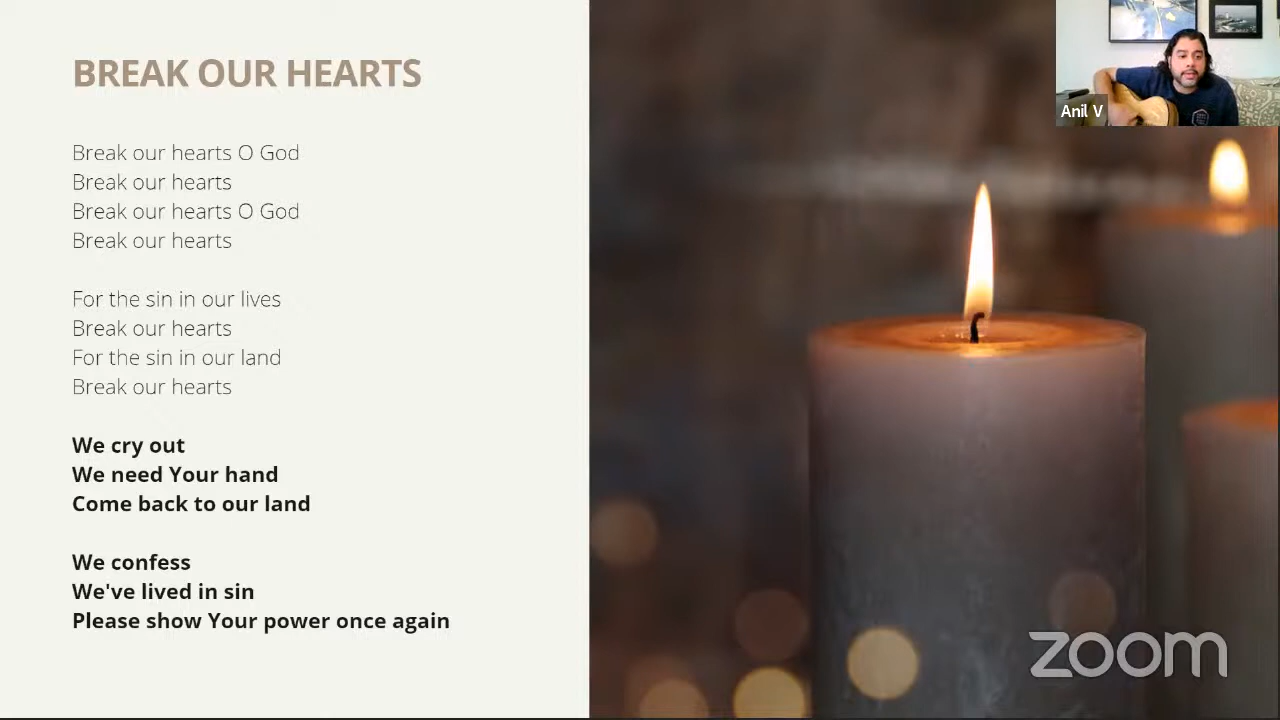 BREAK OUR HEARTS
Break our hearts O God
Break our hearts
Break our hearts O God
Break our hearts
For the sin in our lives
Break our hearts
For the sin in our land
Break our hearts
We cry out
We need Your hand
Come back to our land
We confess
We've lived in sin
Please show Your power once again
Anil V
zoom